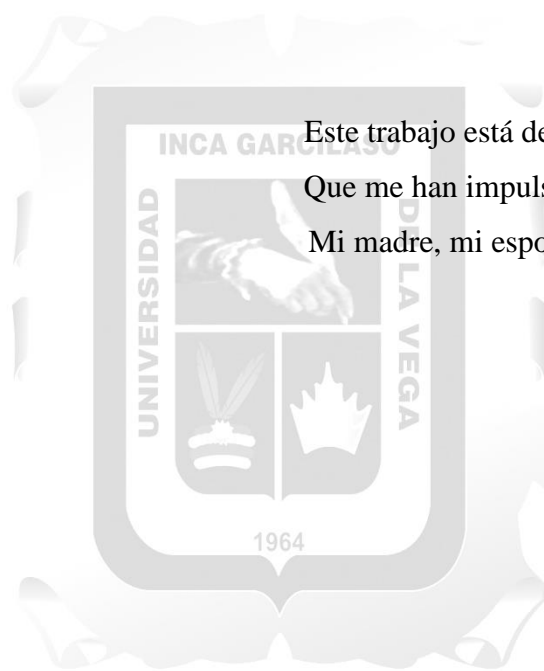 Este trabajo está de
Que me han impuls
Mi madre, mi espo
UNIVERSIDAD
INCA GARCILASO
DE LA VEGA
1964